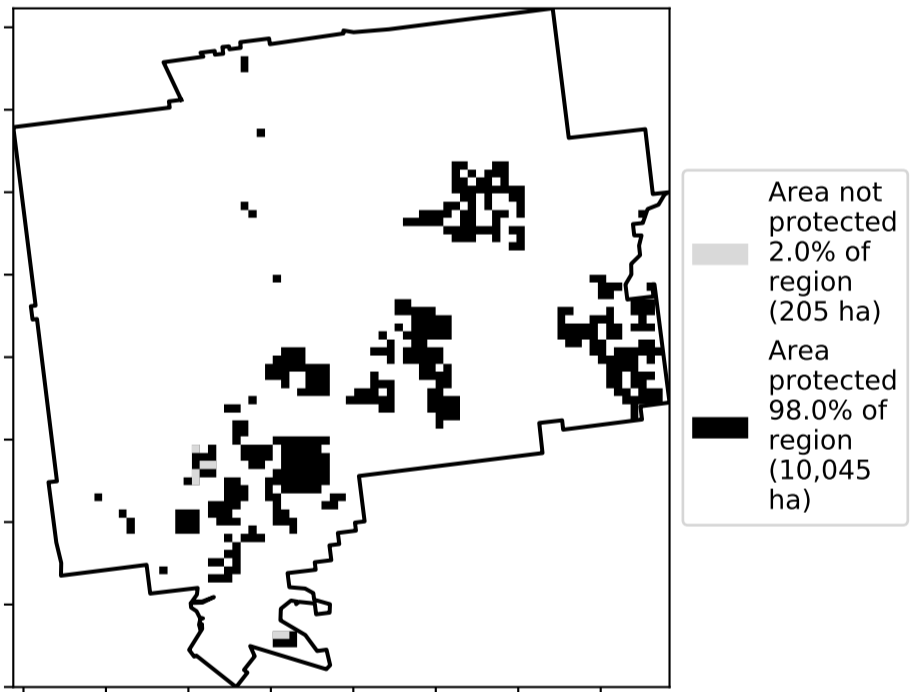 Area not
protected
2.0% of
region
(205 ha)
Area
protected
98.0% of
region
(10,045
ha)